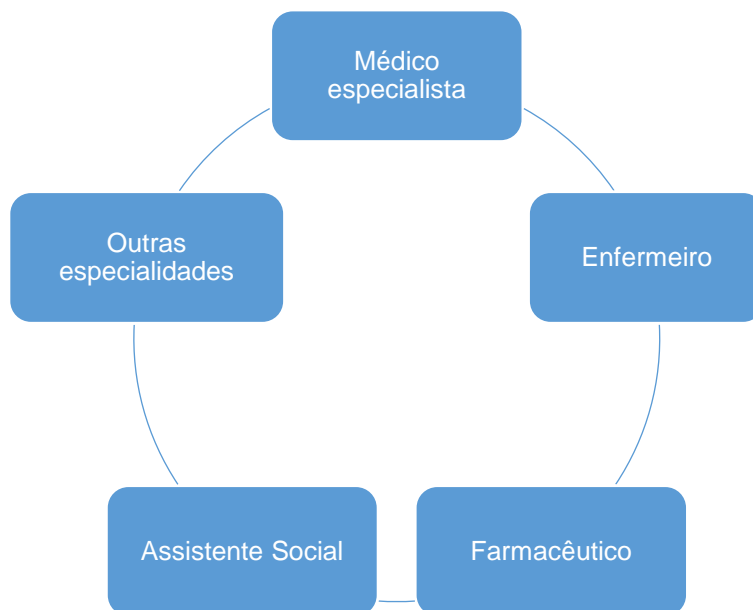 Médico
especialista
Outras
especialidades
Enfermeiro
Assistente Social
Farmacêutico